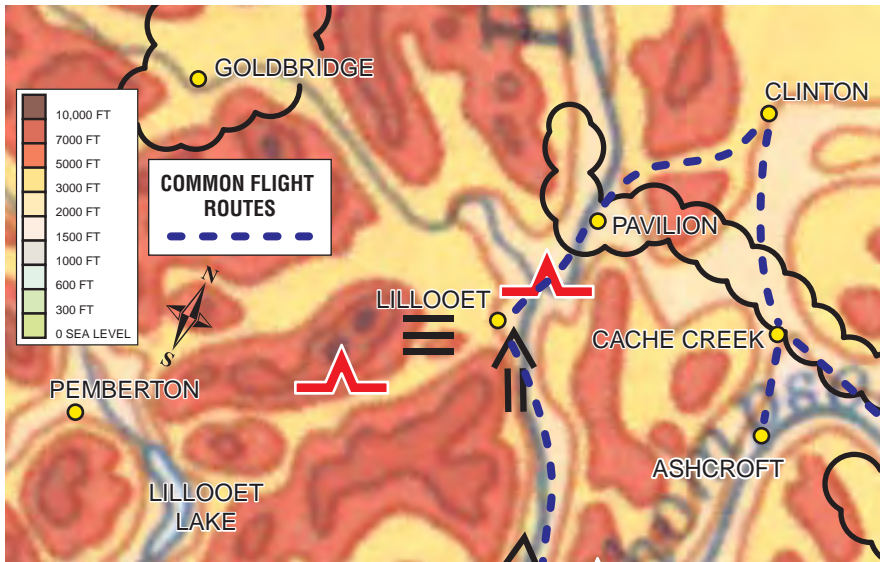 GOLDBRIDGE
CLINTON
10,000 FT
7000 FT
5000 FT
3000 FT
2000 FT
1500 FT
1000 FT
600 FT
300 FT
0 SEA LEVEL
COMMON FLIGHT
ROUTES
PAVILION
N
S
LILLOOET
CACHE CREEK
PEMBERTON
ASHCROFT
LILLOOET
LAKE